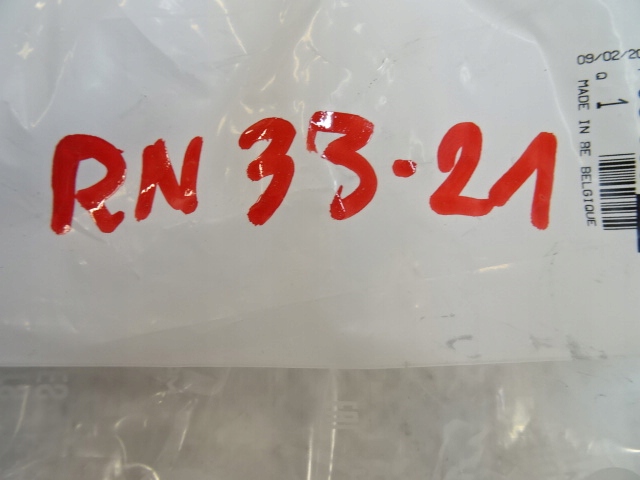 RN 33.21
09/02/20
Q 1
MADE IN BE BELGIQUE